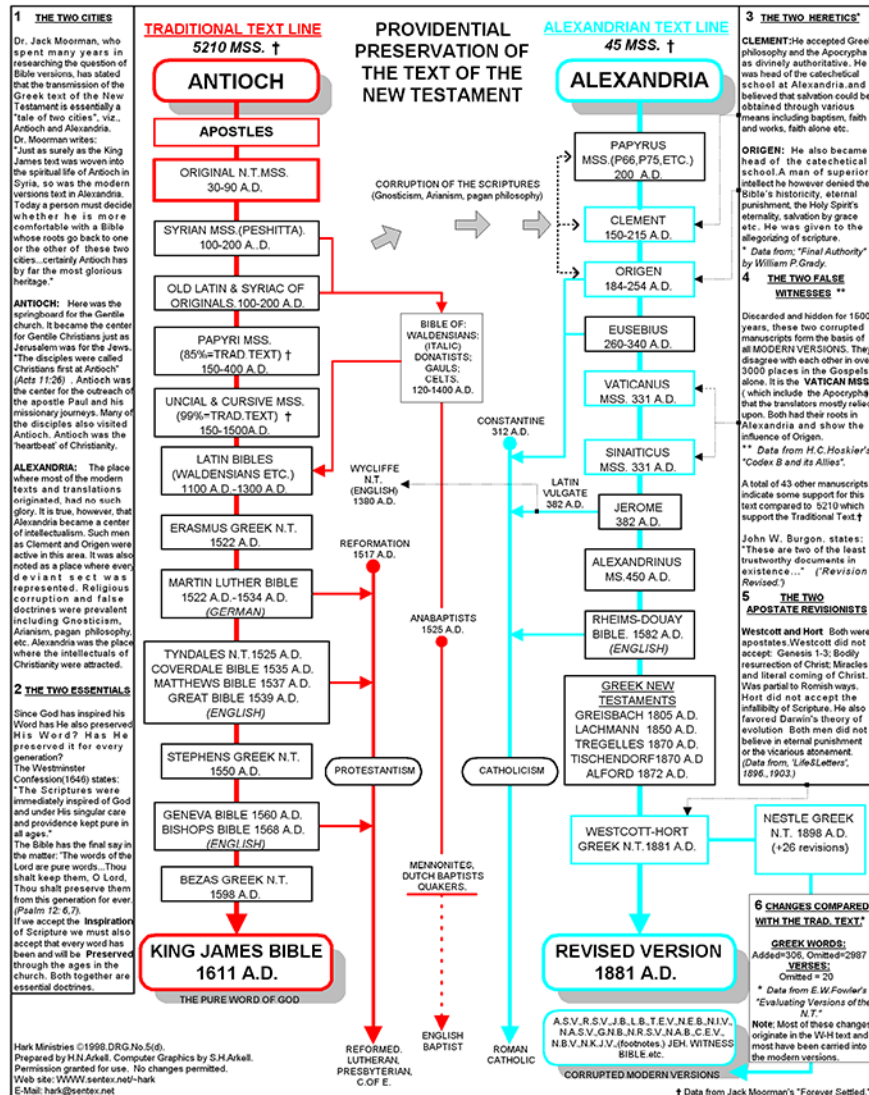 1 THE TWO CITIES
Dr. Jack Moorman, who
spent many years in
researching the question of
Bible versions, has stated
that the transmission of the
Greek text of the New
Testament is essentially a
"tale of two cities", viz.,
Antioch and Alexandria.
Dr. Moorman writes:
"Just as surely as the King
James text was woven into
the spiritual life of Antioch in
Syria, so was the modern
versions text in Alexandria.
Today a person must decide
whether he is more
comfortable with a Bible
whose roots go back to one
or the other of these two
cities...certainly Antioch has
by far the most glorious
heritage."
ANTIOCH: Here was the
springboard for the Gentile
church. It became the center
for Gentile Christians just as
Jerusalem was for the Jews.
"The disciples were called
Christians first at Antioch"
(Acts 11:26) . Antioch was
the center for the outreach of
the apostle Paul and his
missionary journeys. Many of
the disciples also visited
Antioch. Antioch was the
'heartbeat' of Christianity.
ALEXANDRIA: The place
where most of the modern
texts and translations
originated, had no such
glory. It is true, however, that
Alexandria became a center
of intellectualism. Such men
as Clement and Origen were
active in this area. It was also
noted as a place where every
deviant sect was
represented. Religious
corruption and false
doctrines were prevalent
including Gnosticism,
Arianism, pagan philosophy,
etc. Alexandria was the place
where the intellectuals of
Christianity were attracted.
2 THE TWO ESSENTIALS
Since God has inspired his
Word has He also preserved
His Word? Has He
preserved it for every
generation?
The Westminster
Confession(1646) states:
"The Scriptures were
immediately inspired of God
and under His singular care
and providence kept pure in
all ages."
The Bible has the final say in
the matter: "The words of the
Lord are pure words...Thou
shalt keep them, O Lord,
Thou shalt preserve them
from this generation for ever.
(Psalm 12: 6,7).
If we accept the Inspiration
of Scripture we must also
accept that every word has
been and will be Preserved
through the ages in the
church. Both together are
essential doctrines.
Hark Ministries ©1998.DRG.No.5(d).
Prepared by H.N.Arkell. Computer Graphics by S.H.Arkell.
Permission granted for use. No changes permitted.
Web site: WWW.sentex.net/~hark
E-Mail: hark@sentex.net
TRADITIONAL TEXT LINE
5210 MSS. †
ANTIOCH
APOSTLES
ORIGINAL N.T.MSS.
30-90 A.D.
SYRIAN MSS.(PESHITTA).
100-200 A..D.
OLD LATIN & SYRIAC OF
ORIGINALS.100-200 A.D.
PAPYRI MSS.
(85%=TRAD.TEXT) †
150-400 A.D.
UNCIAL & CURSIVE MSS.
(99%=TRAD.TEXT) †
150-1500A.D.
LATIN BIBLES
(WALDENSIANS ETC.)
1100 A.D.-1300 A.D.
ERASMUS GREEK N.T.
1522 A.D.
MARTIN LUTHER BIBLE
1522 A.D.-1534 A.D.
(GERMAN)
TYNDALES N.T.1525 A.D.
COVERDALE BIBLE 1535 A.D.
MATTHEWS BIBLE 1537 A.D.
GREAT BIBLE 1539 A.D.
(ENGLISH)
STEPHENS GREEK N.T.
1550 A.D.
GENEVA BIBLE 1560 A.D.
BISHOPS BIBLE 1568 A.D.
(ENGLISH)
BEZAS GREEK N.T.
1598 A.D.
KING JAMES BIBLE
1611 A.D.
THE PURE WORD OF GOD
PROVIDENTIAL
PRESERVATION OF
THE TEXT OF THE
NEW TESTAMENT
CORRUPTION OF THE SCRIPTURES
(Gnosticism, Arianism, pagan philosophy)
BIBLE OF:
WALDENSIANS:
(ITALIC)
DONATISTS;
GAULS;
CELTS.
120-1400 A.D.
WYCLIFFE
N.T.
(ENGLISH)
1380 A.D.
REFORMATION
1517 A.D.
ANABAPTISTS
1525 A.D.
PROTESTANTISM
MENNONITES,
DUTCH BAPTISTS
QUAKERS.
REFORMED,
LUTHERAN,
PRESBYTERIAN,
C.OF E.
ENGLISH
BAPTIST
CONSTANTINE
312 A.D.
LATIN
VULGATE
382 A.D.
CATHOLICISM
ROMAN
CATHOLIC
ALEXANDRIAN TEXT LINE
45 MSS. †
ALEXANDRIA
PAPYRUS
MSS.(P66,P75,ETC.)
200 A.D.
CLEMENT
150-215 A.D.
ORIGEN
184-254 A.D.
EUSEBIUS
260-340 A.D.
VATICANUS
MSS. 331 A.D.
SINAITICUS
MSS. 331 A.D.
JEROME
382 A.D.
ALEXANDRINUS
MS.450 A.D.
RHEIMS-DOUAY
BIBLE. 1582 A.D.
(ENGLISH)
GREEK NEW
TESTAMENTS
GREISBACH 1805 A.D.
LACHMANN 1850 A.D.
TREGELLES 1870 A.D.
TISCHENDORF1870 A.D
ALFORD 1872 A.D.
WESTCOTT-HORT
GREEK N.T.1881 A.D.
REVISED VERSION
1881 A.D.
A.S.V.,R.S.V.,J.B.,L.B.,T.E.V.,N.E.B.,N.I.V.,
N.A.S.V.,G.N.B.,N.R.S.V.,N.A.B.,C.E.V.,
N.B.V.,N.K.J.V.,(footnotes.) JEH. WITNESS
BIBLE.etc.
CORRUPTED MODERN VERSIONS
NESTLE GREEK
N.T. 1898 A.D.
(+26 revisions)
3 THE TWO HERETICS*
CLEMENT:He accepted Greek
philosophy and the Apocrypha
as divinely authoritative. He
was head of the catechetical
school at Alexandria.and
believed that salvation could be
obtained through various
means including baptism, faith
and works, faith alone etc.
ORIGEN: He also became
head of the catechetical
school.A man of superior
intellect he however denied the
Bible's historicity, eternal
punishment, the Holy Spirit's
eternality, salvation by grace
etc. He was given to the
allegorizing of scripture.
* Data from; "Final Authority"
by William P.Grady.
4 THE TWO FALSE
WITNESSES **
Discarded and hidden for 1500
years, these two corrupted
manuscripts form the basis of
all MODERN VERSIONS. They
disagree with each other in over
3000 places in the Gospels
alone. It is the VATICAN MSS.
( which include the Apocrypha)
that the translators mostly relied
upon. Both had their roots in
Alexandria and show the
influence of Origen.
** Data from H.C.Hoskier's
"Codex B and its Allies".
A total of 43 other manuscripts
indicate some support for this
text compared to 5210 which
support the Traditional Text.†
John W. Burgon. states:
"These are two of the least
trustworthy documents in
existence..." ('Revision
Revised.')
5 THE TWO
APOSTATE REVISIONISTS
Westcott and Hort Both were
apostates.Westcott did not
accept: Genesis 1-3; Bodily
resurrection of Christ; Miracles
and literal coming of Christ.
Was partial to Romish ways.
Hort did not accept the
infallibilty of Scripture. He also
favored Darwin's theory of
evolution Both men did not
believe in eternal punishment
or the vicarious atonement.
(Data from, 'Life&Letters',
1896.,1903.)
6 CHANGES COMPARED
WITH THE TRAD. TEXT.*
GREEK WORDS:
Added=306, Omitted=2987
VERSES:
Omitted = 20
* Data from E.W.Fowler's
"Evaluating Versions of the
N.T."
Note: Most of these changes
originate in the W-H text and
most have been carried into
the modern versions.
† Data from Jack Moorman's "Forever Settled."